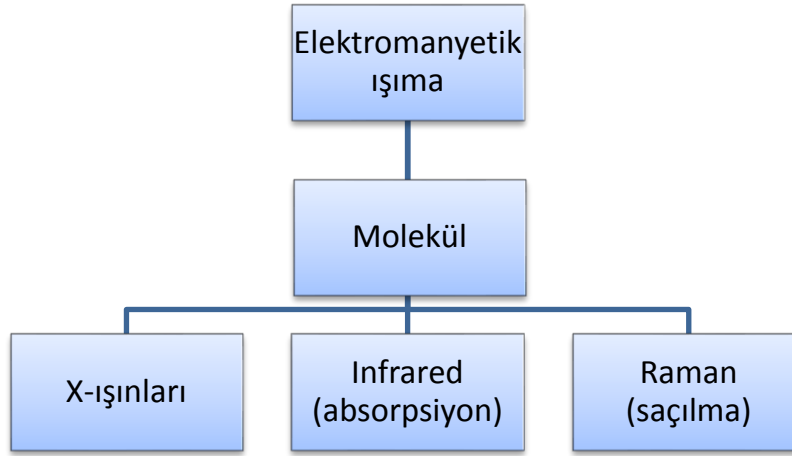 Elektromanyetik
ışıma
Molekül
X-ışınları
Infrared
(absorpsiyon)
Raman
(saçılma)